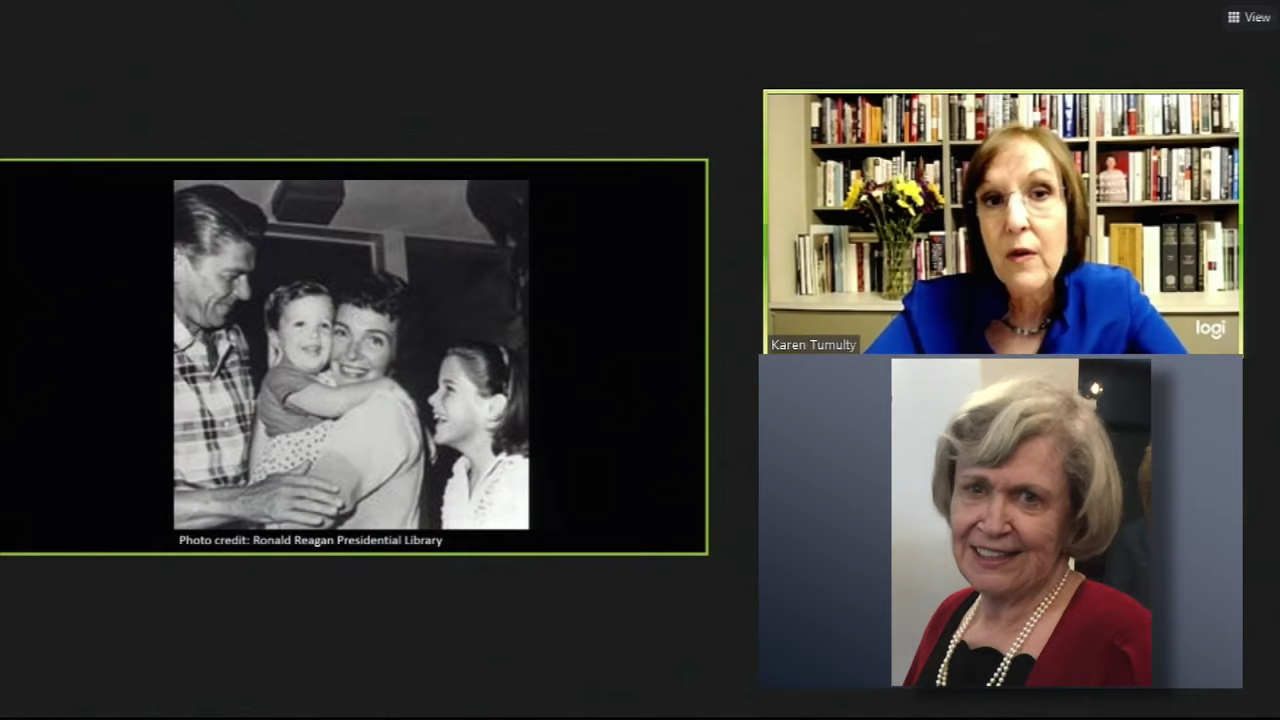 View
Karen Tumulty
logi
Photo credit: Ronald Reagan Presidential Library